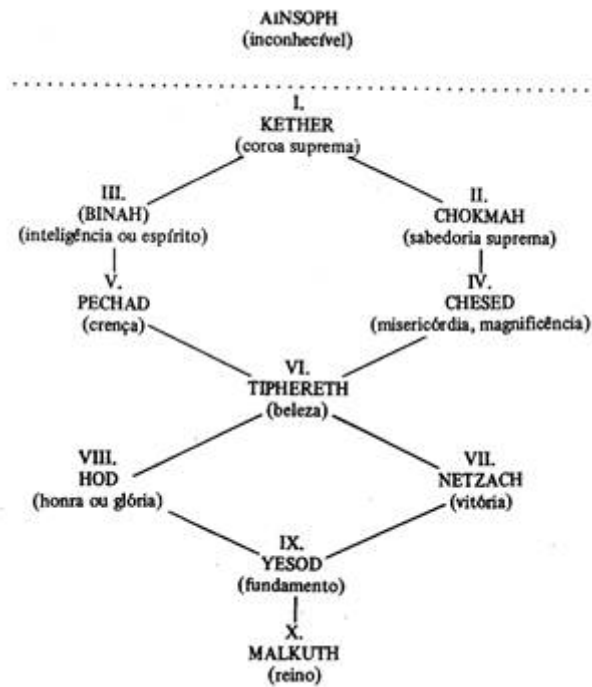 AINSOPH
(inconhecível)
I.
KETHER
(coroa suprema)
III.
(BINAH)
(inteligência ou espírito)
II.
CHOKMAH
(sabedoria suprema)
V.
PECHAD
(crença)
IV.
CHESED
(misericórdia, magnificência)
VI.
TIPHERETH
(beleza)
VIII.
HOD
(honra ou glória)
VII.
NETZACH
(vitória)
IX.
YESOD
(fundamento)
X.
MALKUTH
(reino)